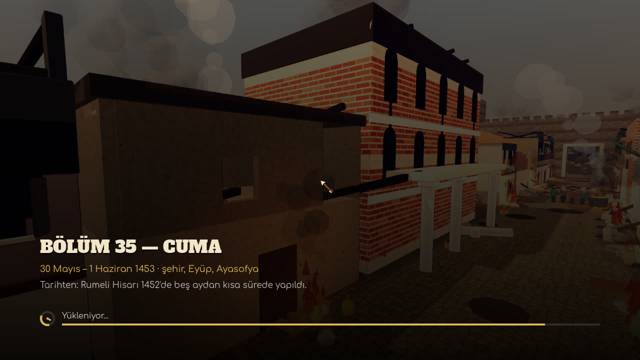 BÖLÜM 35 — CUMA
30 Mayıs – 1 Haziran 1453 · şehir, Eyüp, Ayasofya
Tarihten: Rumeli Hisarı 1452'de beş aydan kısa sürede yapıldı.
Yükleniyor...